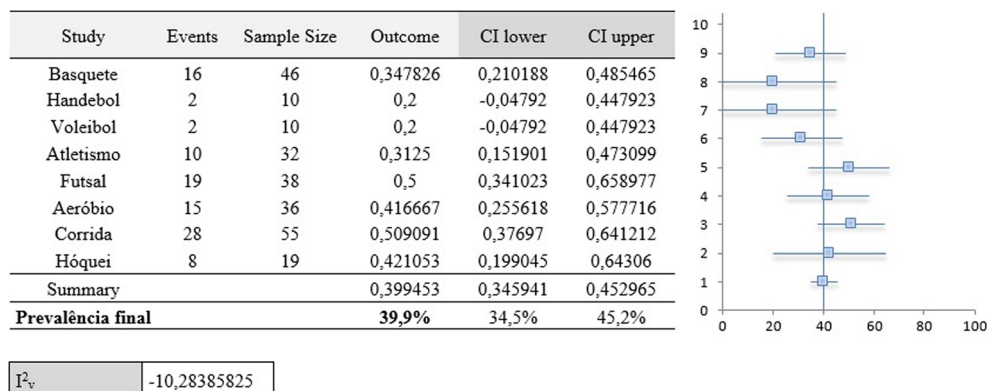 Study Events Sample Size Outcome CI lower CI upper
Basquete 16 46 0,347826 0,210188 0,485465
Handebol 2 10 0,2 -0,04792 0,447923
Voleibol 2 10 0,2 -0,04792 0,447923
Atletismo 10 32 0,3125 0,151901 0,473099
Futsal 19 38 0,5 0,341023 0,658977
Aeróbio 15 36 0,416667 0,255618 0,577716
Corrida 28 55 0,509091 0,37697 0,641212
Hóquei 8 19 0,421053 0,199045 0,64306
Summary 0,399453 0,345941 0,452965
Prevalência final 39,9% 34,5% 45,2%
I²v -10,28385825
10
9
8
7
6
5
4
3
2
1
0
0 20 40 60 80 100